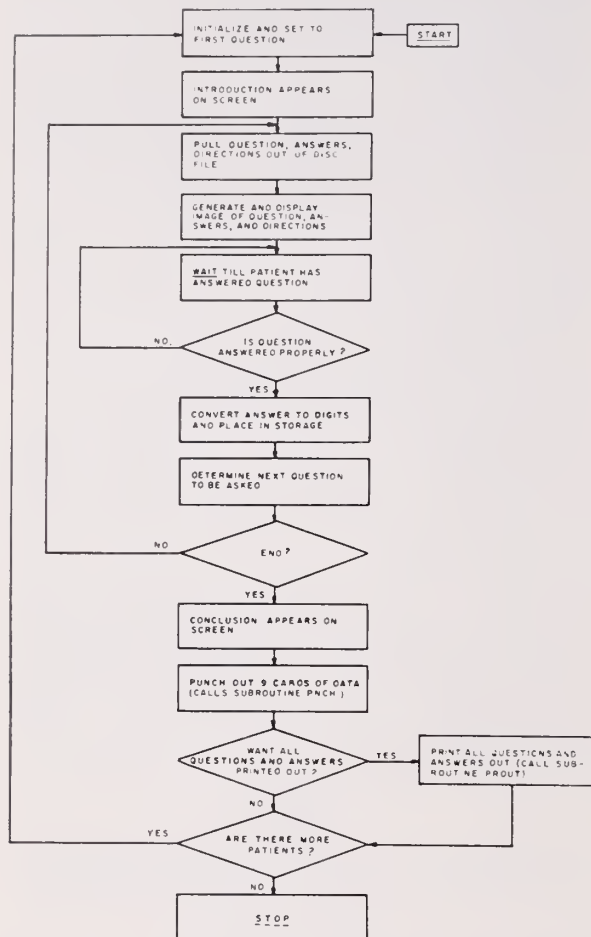 INITIALIZE AND SET TO
FIRST QUESTION
START
INTRODUCTION APPEARS
ON SCREEN
PULL QUESTION, ANSWERS,
DIRECTIONS OUT OF DISC
FILE
GENERATE AND DISPLAY
IMAGE OF QUESTION, AN-
SWERS, AND DIRECTIONS
WAIT TILL PATIENT HAS
ANSWERED QUESTION
NO.
IS QUESTION
ANSWERED PROPERLY?
YES
CONVERT ANSWER TO DIGITS
AND PLACE IN STORAGE
DETERMINE NEXT QUESTION
TO BE ASKED
NO
END?
YES
CONCLUSION APPEARS ON
SCREEN
PUNCH OUT 9 CARDS OF DATA
(CALLS SUBROUTINE PNCH)
WANT ALL
QUESTIONS AND ANSWERS
PRINTED OUT?
YES
PRINT ALL QUESTIONS AND
ANSWERS OUT (CALL SUB-
ROUTINE PROUT)
NO
YES
ARE THERE MORE
PATIENTS?
NO
STOP